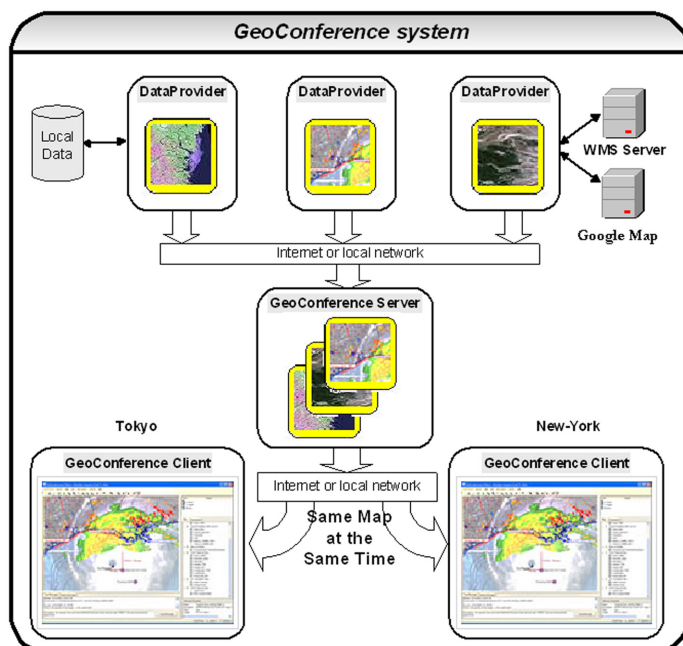 GeoConference system
DataProvider
DataProvider
DataProvider
Local
Data
WMS Server
Google Map
Internet or local network
GeoConference Server
Tokyo
New-York
GeoConference Client
GeoConference Client
Internet or local network
Same Map
at the
Same Time